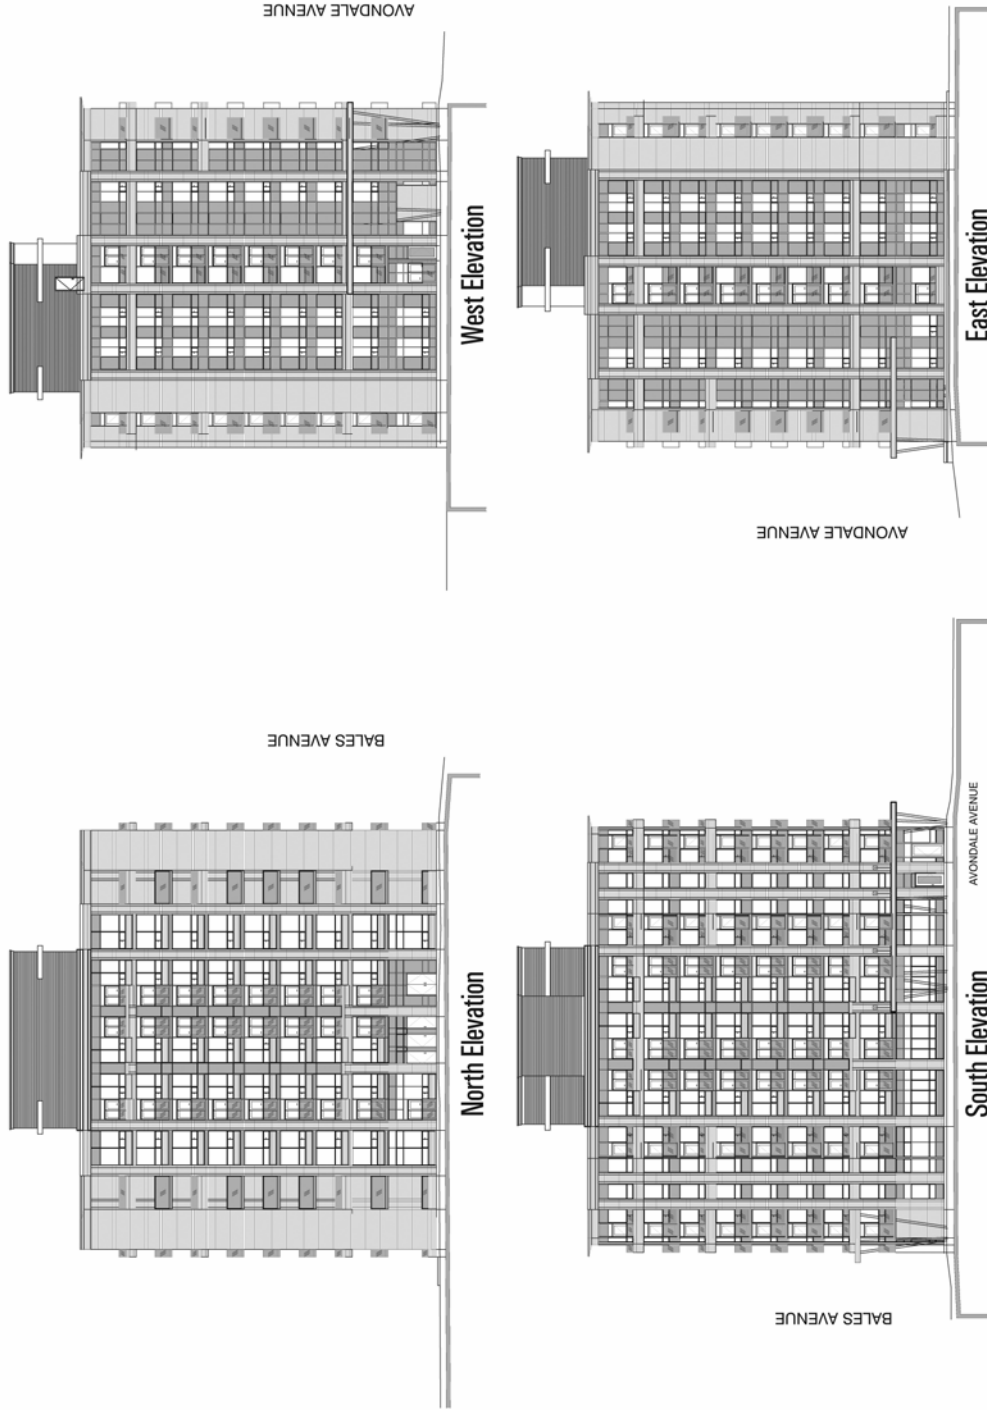 AVONDALE AVENUE
West Elevation
AVONDALE AVENUE
East Elevation
BALES AVENUE
North Elevation
BALES AVENUE
AVONDALE AVENUE
South Elevation